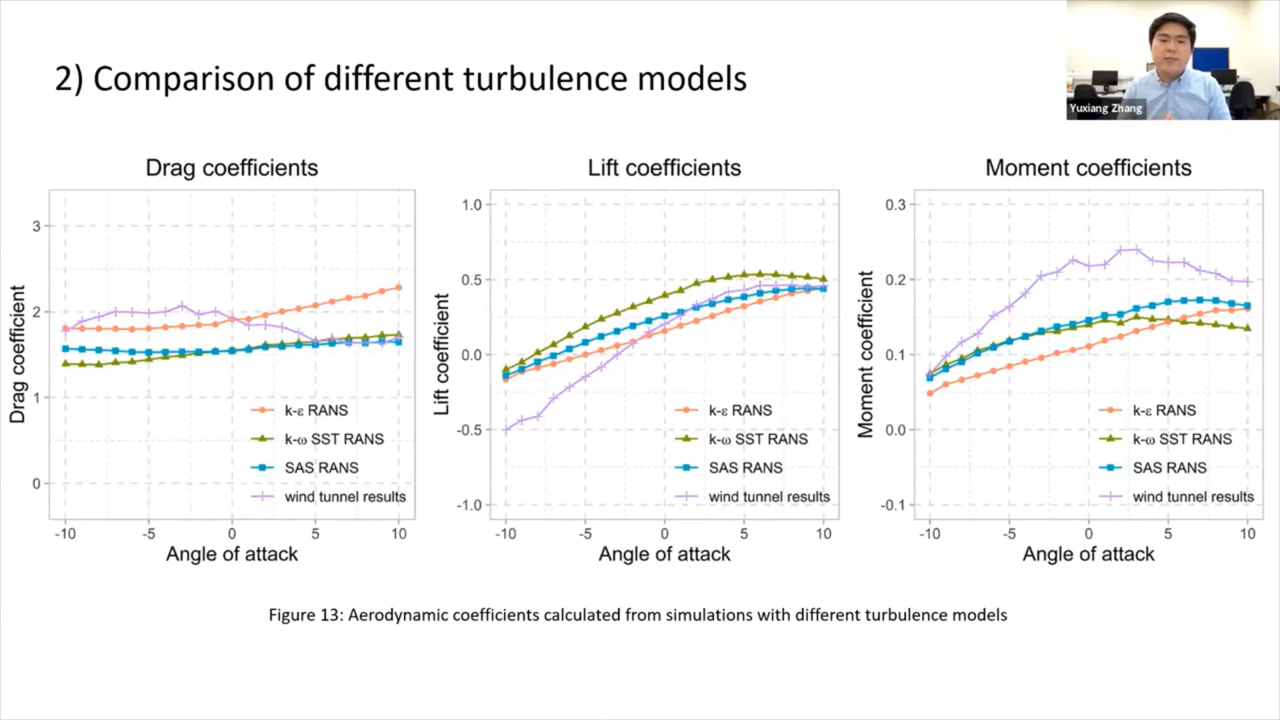 2) Comparison of different turbulence models
Yuxiang Zhang
Drag coefficients
Drag coefficient
3
2
1
0
-10
-5
0
5
10
Angle of attack
k-ε RANS
k-ω SST RANS
SAS RANS
wind tunnel results
Lift coefficients
Lift coefficient
1.0
0.5
0.0
-0.5
-1.0
-10
-5
0
5
10
Angle of attack
k-ε RANS
k-ω SST RANS
SAS RANS
wind tunnel results
Moment coefficients
Moment coefficient
0.3
0.2
0.1
0.0
-0.1
-10
-5
0
5
10
Angle of attack
k-ε RANS
k-ω SST RANS
SAS RANS
wind tunnel results
Figure 13: Aerodynamic coefficients calculated from simulations with different turbulence models